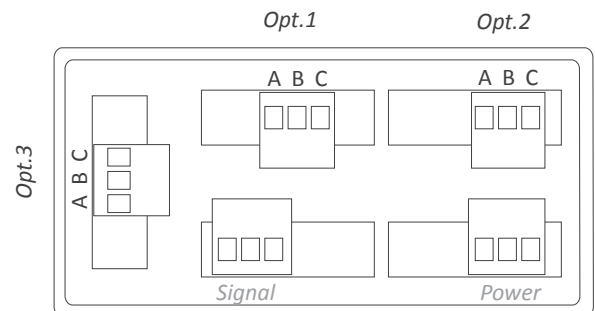 Opt.1 Opt.2
A B C A B C
Opt.3
A B C
Signal Power